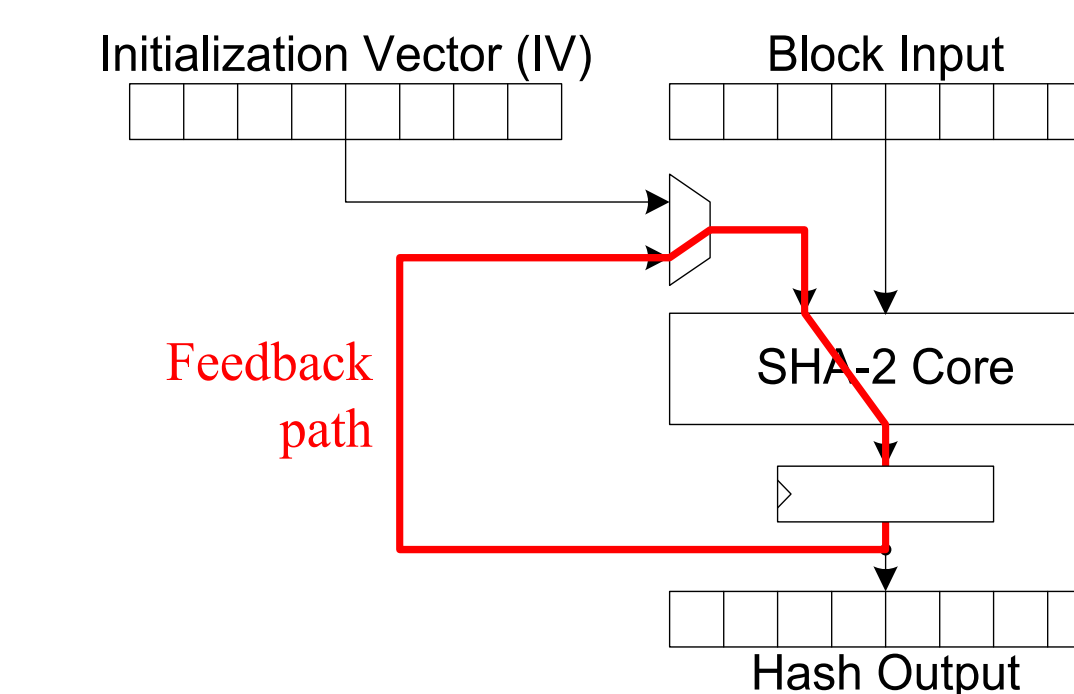 Initialization Vector (IV)
Block Input
Feedback
path
SHA-2 Core
Hash Output